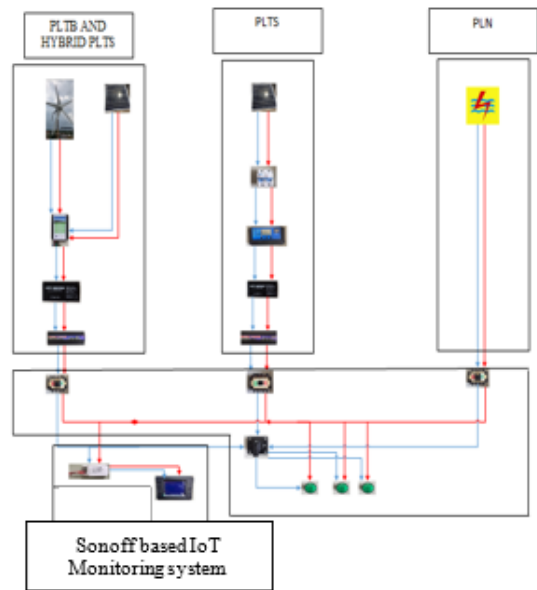 PLTB AND
HYBRID PLTS
PLTS
PLN
Sonoff based IoT
Monitoring system